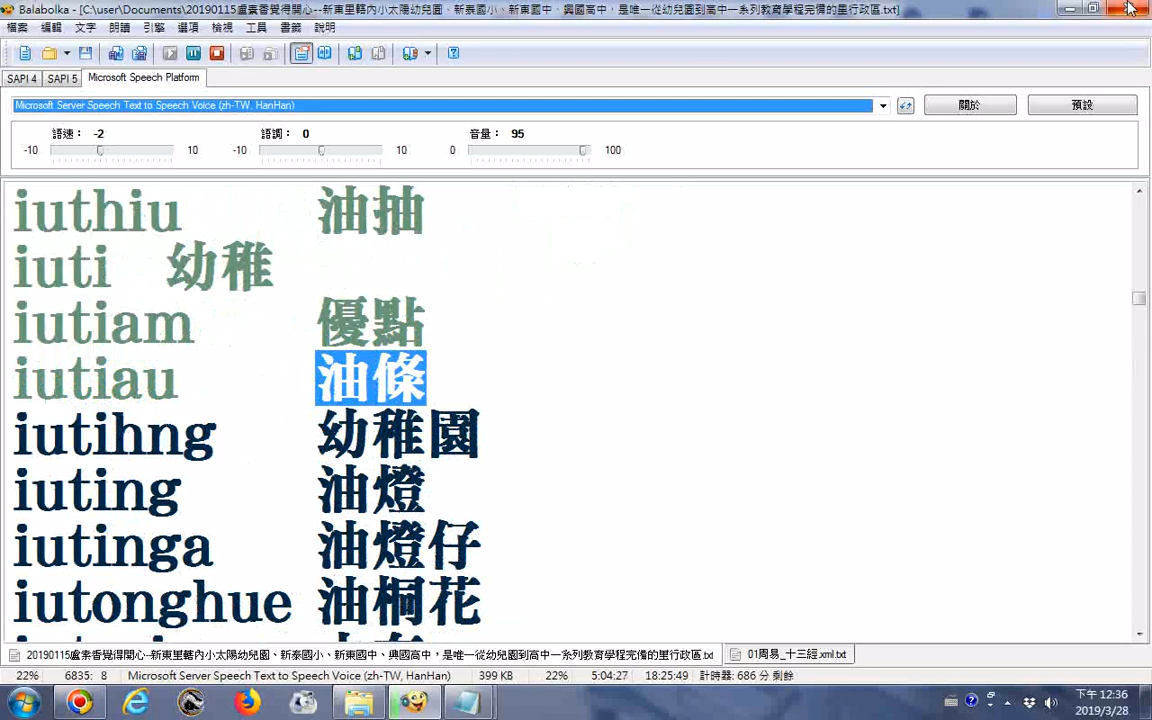 Balabolka - [C:\user\Documents\20190115盧素香覺得開心--新東里轄內小太陽幼兒園、新泰國小、新東國中、興國高中，是唯一從幼兒園到高中一系列教育學程完備的里行政區.txt]
檔案 編輯 文字 朗讀 引擎 選項 檢視 工具 書籤 說明
SAPI 4 SAPI 5 Microsoft Speech Platform
Microsoft Server Speech Text to Speech Voice (zh-TW, HanHan) 關於 預設
語速： -2 語調： 0 音量： 95
-10 10 -10 10 0 100
iuthiu 油抽
iuti 幼稚
iutiam 優點
iutiau 油條
iutihng 幼稚園
iuting 油燈
iutinga 油燈仔
iutonghue 油桐花
20190115盧素香覺得開心--新東里轄內小太陽幼兒園、新泰國小、新東國中、興國高中，是唯一從幼兒園到高中一系列教育學程完備的里行政區.txt 01周易_十三經.xml.txt
22% 6835: 8 Microsoft Server Speech Text to Speech Voice (zh-TW, HanHan) 399 KB 22% 5:04:27 18:25:49 計時器: 686 分 剩餘
下午 12:36
2019/3/28